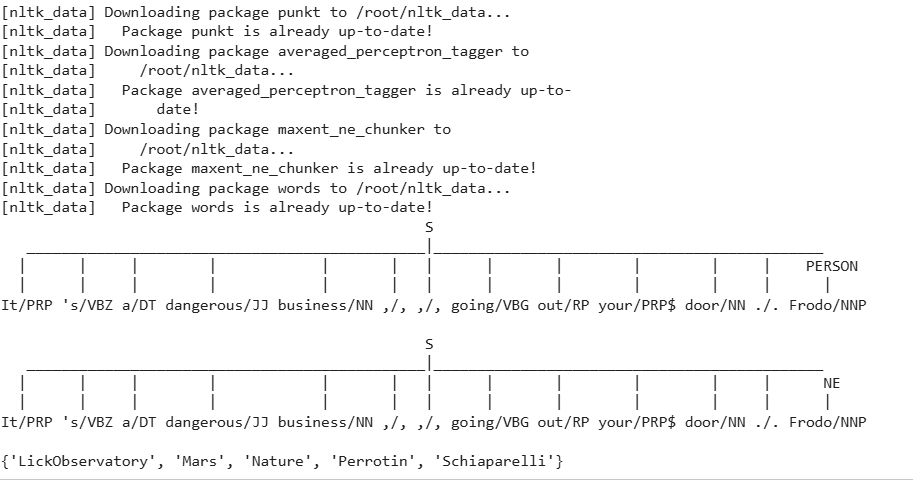 [nltk_data] Downloading package punkt to /root/nltk_data...
[nltk_data]   Package punkt is already up-to-date!
[nltk_data] Downloading package averaged_perceptron_tagger to
[nltk_data]     /root/nltk_data...
[nltk_data]   Package averaged_perceptron_tagger is already up-to-
[nltk_data]       date!
[nltk_data] Downloading package maxent_ne_chunker to
[nltk_data]     /root/nltk_data...
[nltk_data]   Package maxent_ne_chunker is already up-to-date!
[nltk_data] Downloading package words to /root/nltk_data...
[nltk_data]   Package words is already up-to-date!
S
PERSON
It/PRP 's/VBZ a/DT dangerous/JJ business/NN ,/, ,/, going/VBG out/RP your/PRP$ door/NN ./. Frodo/NNP
S
NE
It/PRP 's/VBZ a/DT dangerous/JJ business/NN ,/, ,/, going/VBG out/RP your/PRP$ door/NN ./. Frodo/NNP
{'LickObservatory', 'Mars', 'Nature', 'Perrotin', 'Schiaparelli'}